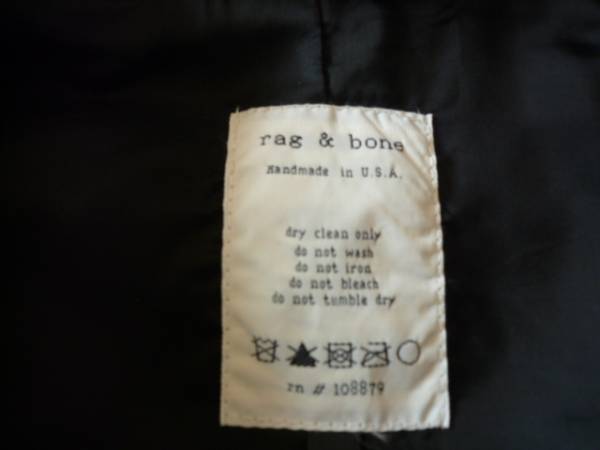 rag & bone
Handmade in U.S.A.
dry clean only
do not wash
do not iron
do not bleach
do not tumble dry
rn # 108879